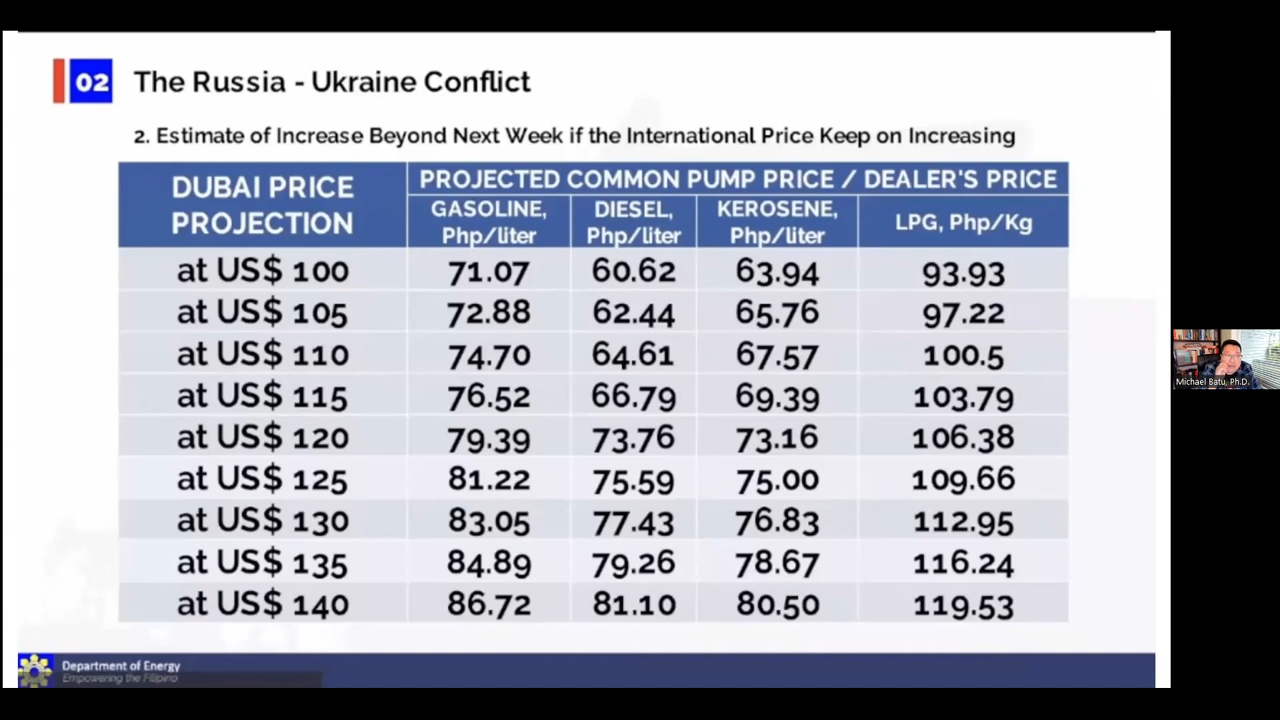 02 The Russia - Ukraine Conflict
2. Estimate of Increase Beyond Next Week if the International Price Keep on Increasing
DUBAI PRICE PROJECTION
PROJECTED COMMON PUMP PRICE / DEALER'S PRICE
GASOLINE, Php/liter DIESEL, Php/liter KEROSENE, Php/liter LPG, Php/Kg
at US$ 100 71.07 60.62 63.94 93.93
at US$ 105 72.88 62.44 65.76 97.22
at US$ 110 74.70 64.61 67.57 100.5
at US$ 115 76.52 66.79 69.39 103.79
at US$ 120 79.39 73.76 73.16 106.38
at US$ 125 81.22 75.59 75.00 109.66
at US$ 130 83.05 77.43 76.83 112.95
at US$ 135 84.89 79.26 78.67 116.24
at US$ 140 86.72 81.10 80.50 119.53
Department of Energy
Empowering the Filipino
Michael Batu, Ph.D.